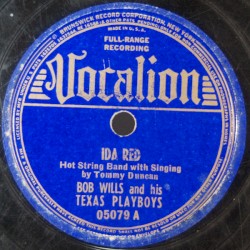 BRUNSWICK RECORD CORPORATION, NEW YORK
MADE IN U.S.A.
FULL-RANGE
RECORDING
Vocalion
IDA RED
Hot String Band with Singing
by Tommy Duncan
BOB WILLS and his
TEXAS PLAYBOYS
05079 A